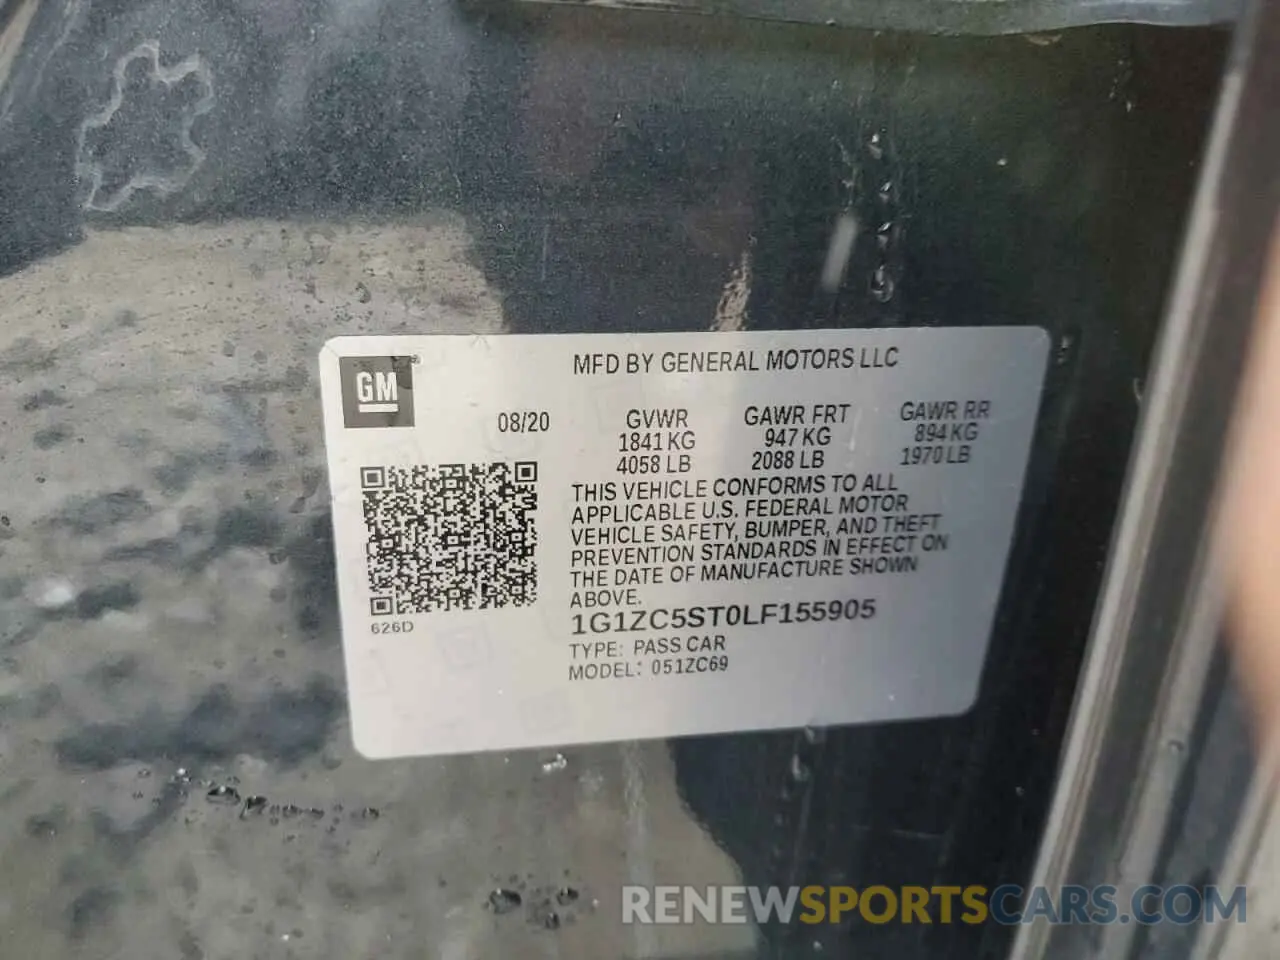 GM
MFD BY GENERAL MOTORS LLC
08/20 GVWR GAWR FRT GAWR RR
1841 KG 947 KG 894 KG
4058 LB 2088 LB 1970 LB
THIS VEHICLE CONFORMS TO ALL
APPLICABLE U.S. FEDERAL MOTOR
VEHICLE SAFETY, BUMPER, AND THEFT
PREVENTION STANDARDS IN EFFECT ON
THE DATE OF MANUFACTURE SHOWN
ABOVE.
626D
1G1ZC5ST0LF155905
TYPE: PASS CAR
MODEL: 051ZC69
RENEWSPORTSCARS.COM